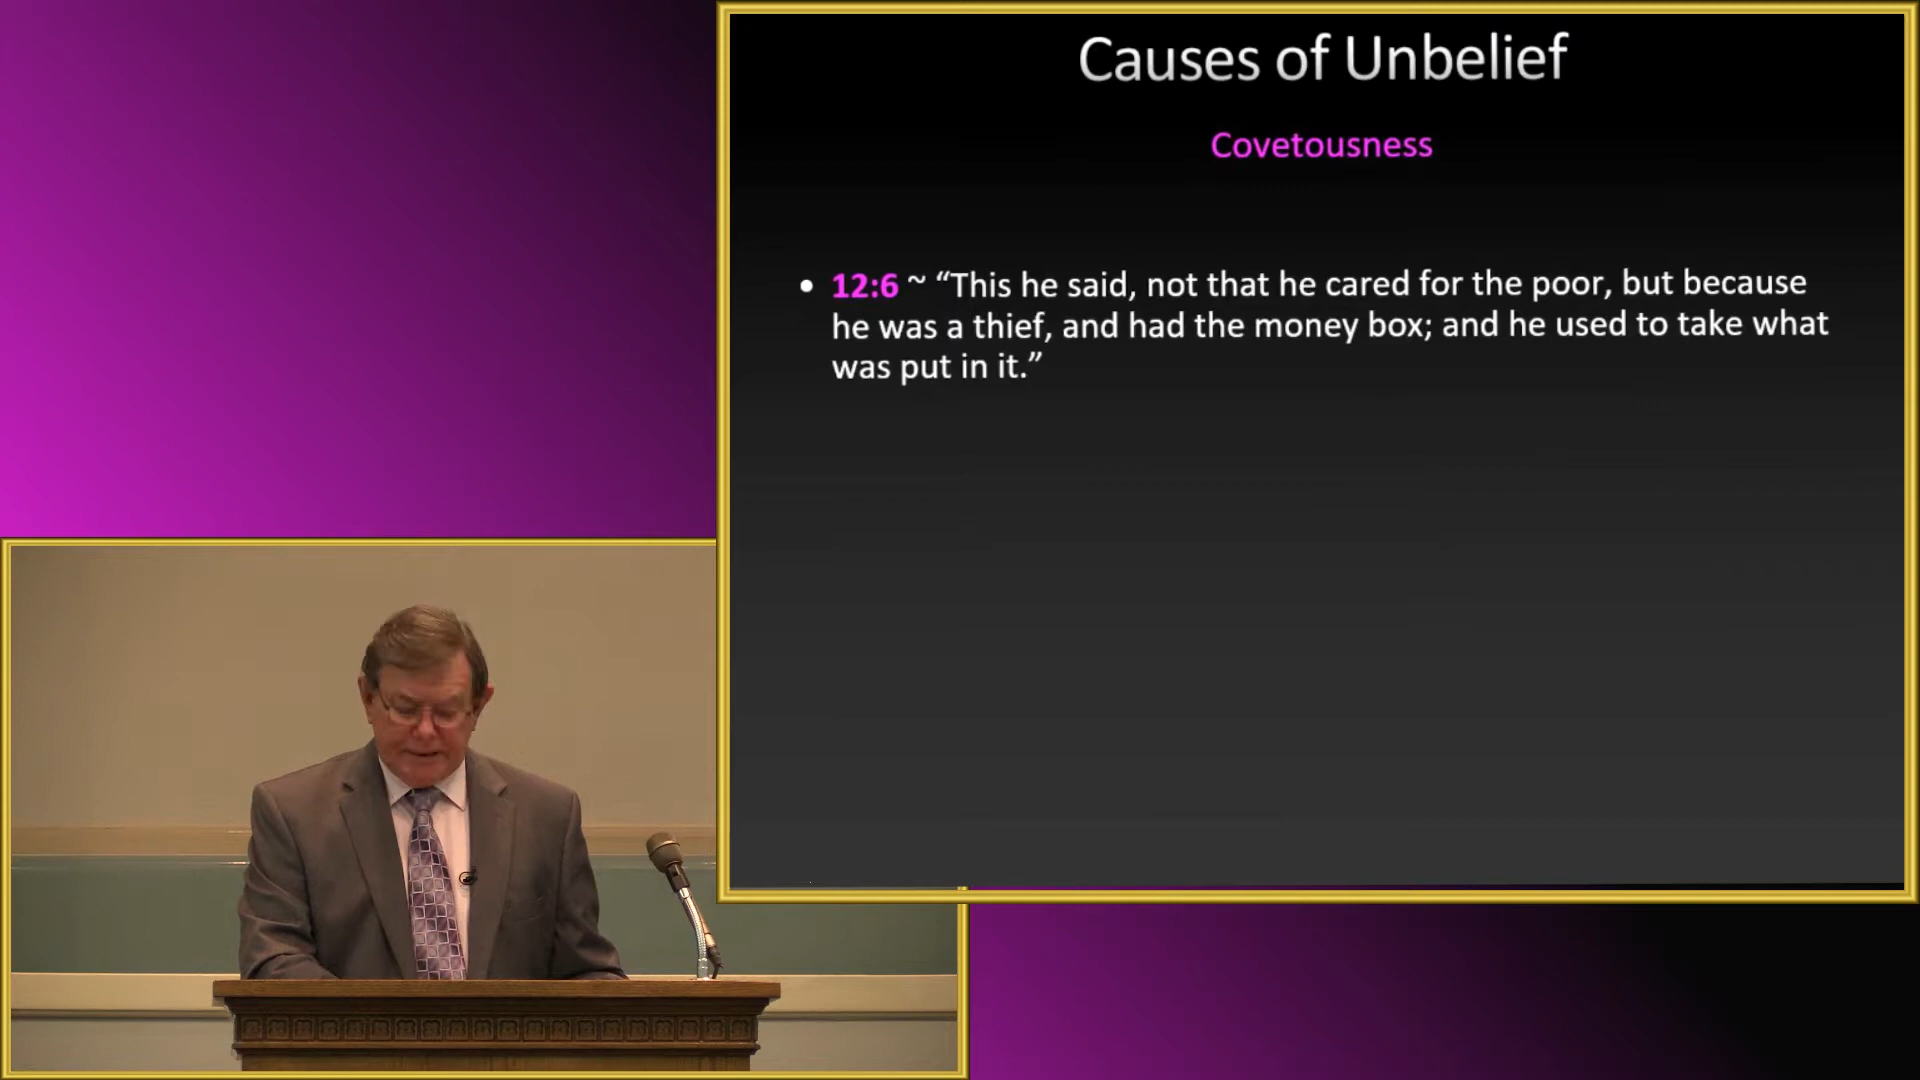 Causes of Unbelief
Covetousness
• 12:6 ~ “This he said, not that he cared for the poor, but because
he was a thief, and had the money box; and he used to take what
was put in it.”